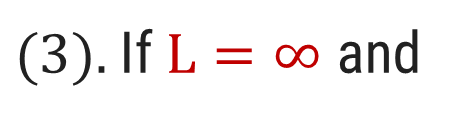 (3). If L = ∞ and